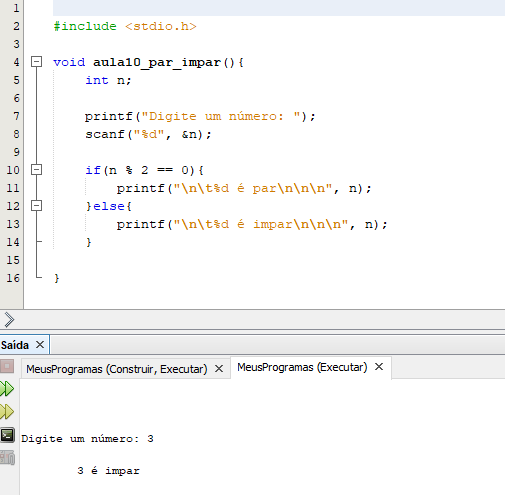 1
2 #include <stdio.h>
3
4 void aula10_par_impar(){
5 int n;
6
7 printf("Digite um número: ");
8 scanf("%d", &n);
9
10 if(n % 2 == 0){
11 printf("\n\t%d é par\n\n\n", n);
12 }else{
13 printf("\n\t%d é impar\n\n\n", n);
14 }
15
16 }
Saída
MeusProgramas (Construir, Executar) MeusProgramas (Executar)
Digite um número: 3
3 é impar